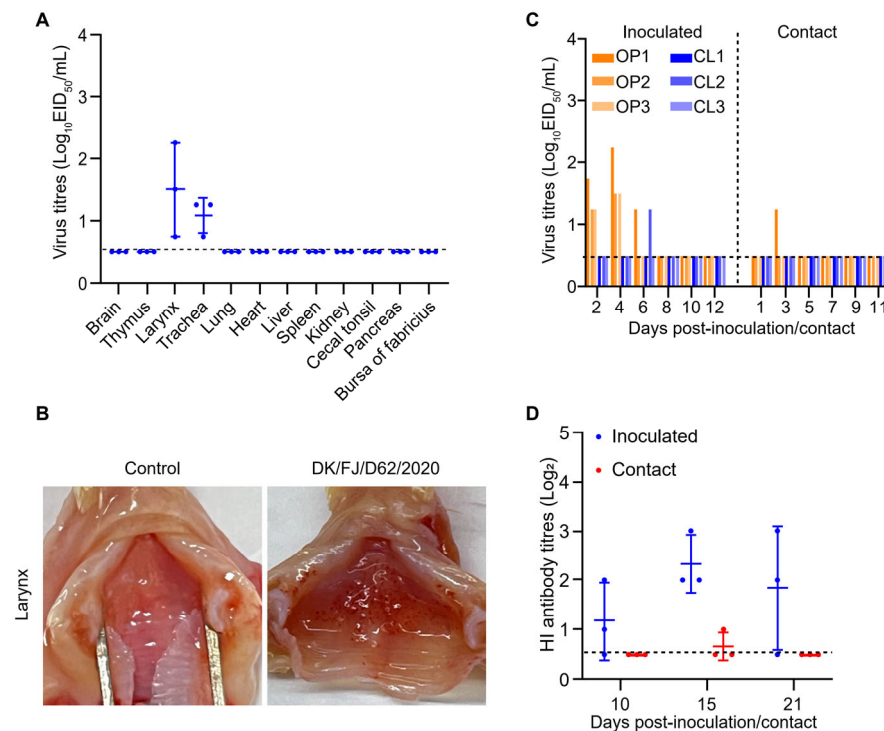 A
Virus titres (Log₁₀EID₅₀/mL)
4
3
2
1
0
Brain
Thymus
Larynx
Trachea
Lung
Heart
Liver
Spleen
Kidney
Cecal tonsil
Pancreas
Bursa of fabricius
B
Control
DK/FJ/D62/2020
Larynx
C
Inoculated
Contact
OP1
CL1
OP2
CL2
OP3
CL3
Virus titres (Log₁₀EID₅₀/mL)
4
3
2
1
0
2 4 6 8 10 12 1 3 5 7 9 11
Days post-inoculation/contact
D
Inoculated
Contact
HI antibody titres (Log₂)
5
4
3
2
1
0
10 15 21
Days post-inoculation/contact